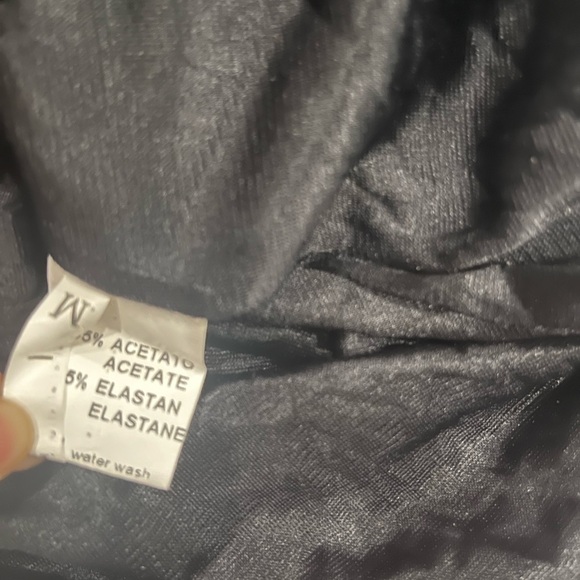 M
5% ACETATO
ACETATE
5% ELASTAN
ELASTANE
water wash